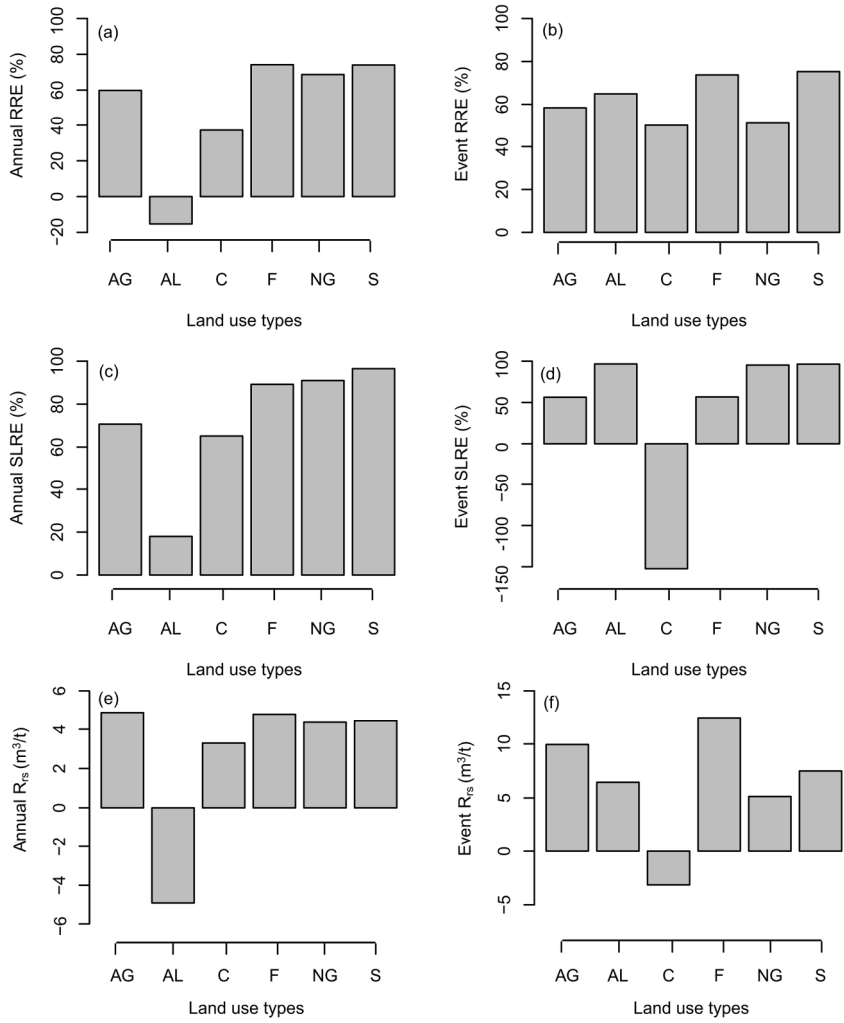 (a)
Annual RRE (%)
100
80
60
40
20
0
−20
AG AL C F NG S
Land use types
(b)
Event RRE (%)
100
80
60
40
20
0
AG AL C F NG S
Land use types
(c)
Annual SLRE (%)
100
80
60
40
20
0
AG AL C F NG S
Land use types
(d)
Event SLRE (%)
100
50
0
−50
−100
−150
AG AL C F NG S
Land use types
(e)
Annual Rrs (m³/t)
6
4
2
0
−2
−4
−6
AG AL C F NG S
Land use types
(f)
Event Rrs (m³/t)
15
10
5
0
−5
AG AL C F NG S
Land use types